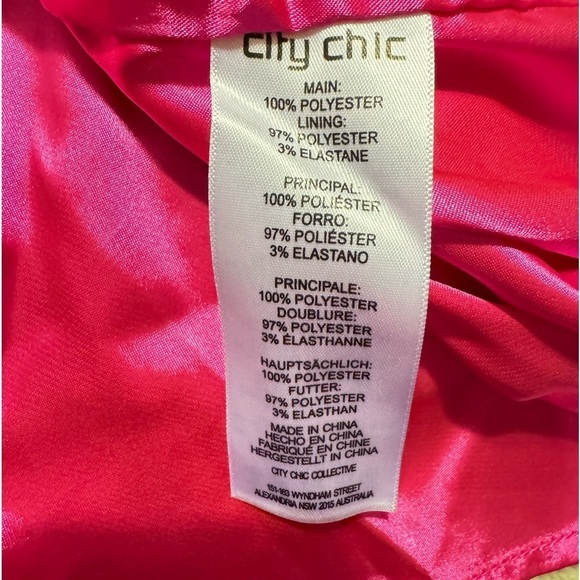 city chic
MAIN:
100% POLYESTER
LINING:
97% POLYESTER
3% ELASTANE
PRINCIPAL:
100% POLIÉSTER
FORRO:
97% POLIÉSTER
3% ELASTANO
PRINCIPALE:
100% POLYESTER
DOUBLURE:
97% POLYESTER
3% ÉLASTHANNE
HAUPTSÄCHLICH:
100% POLYESTER
FUTTER:
97% POLYESTER
3% ELASTHAN
MADE IN CHINA
HECHO EN CHINA
FABRIQUÉ EN CHINE
HERGESTELLT IN CHINA
CITY CHIC COLLECTIVE
151-163 WYNDHAM STREET
ALEXANDRIA NSW 2015 AUSTRALIA